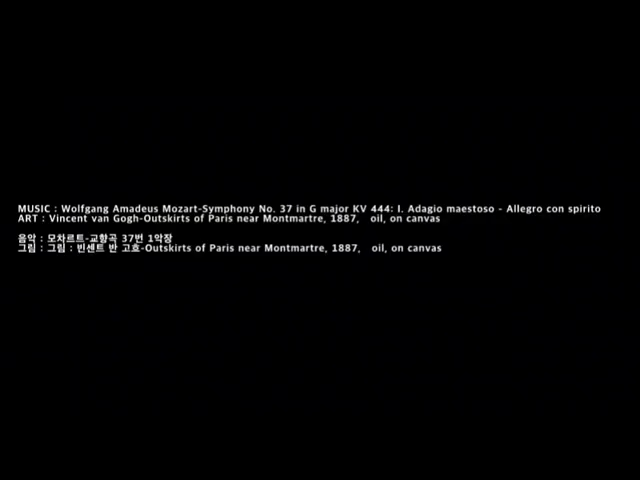 MUSIC : Wolfgang Amadeus Mozart-Symphony No. 37 in G major KV 444: I. Adagio maestoso - Allegro con spirito
ART : Vincent van Gogh-Outskirts of Paris near Montmartre, 1887, oil, on canvas
음악 : 모차르트-교향곡 37번 1악장
그림 : 그림 : 빈센트 반 고흐-Outskirts of Paris near Montmartre, 1887, oil, on canvas